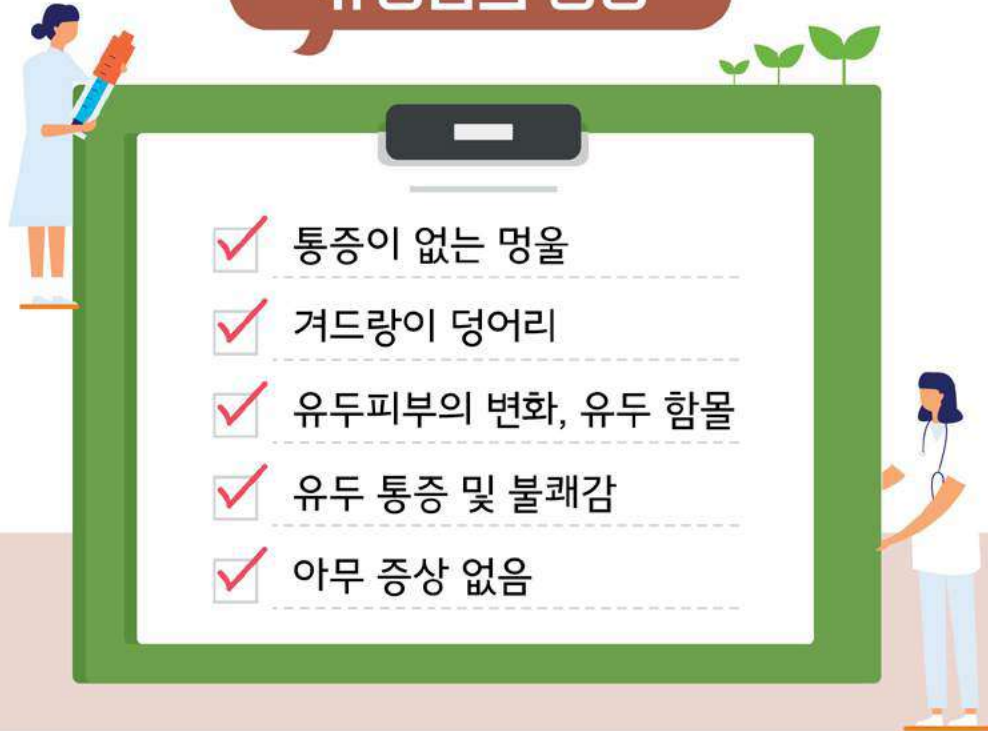 통증이 없는 멍울
겨드랑이 덩어리
유두피부의 변화, 유두 함몰
유두 통증 및 불쾌감
아무 증상 없음